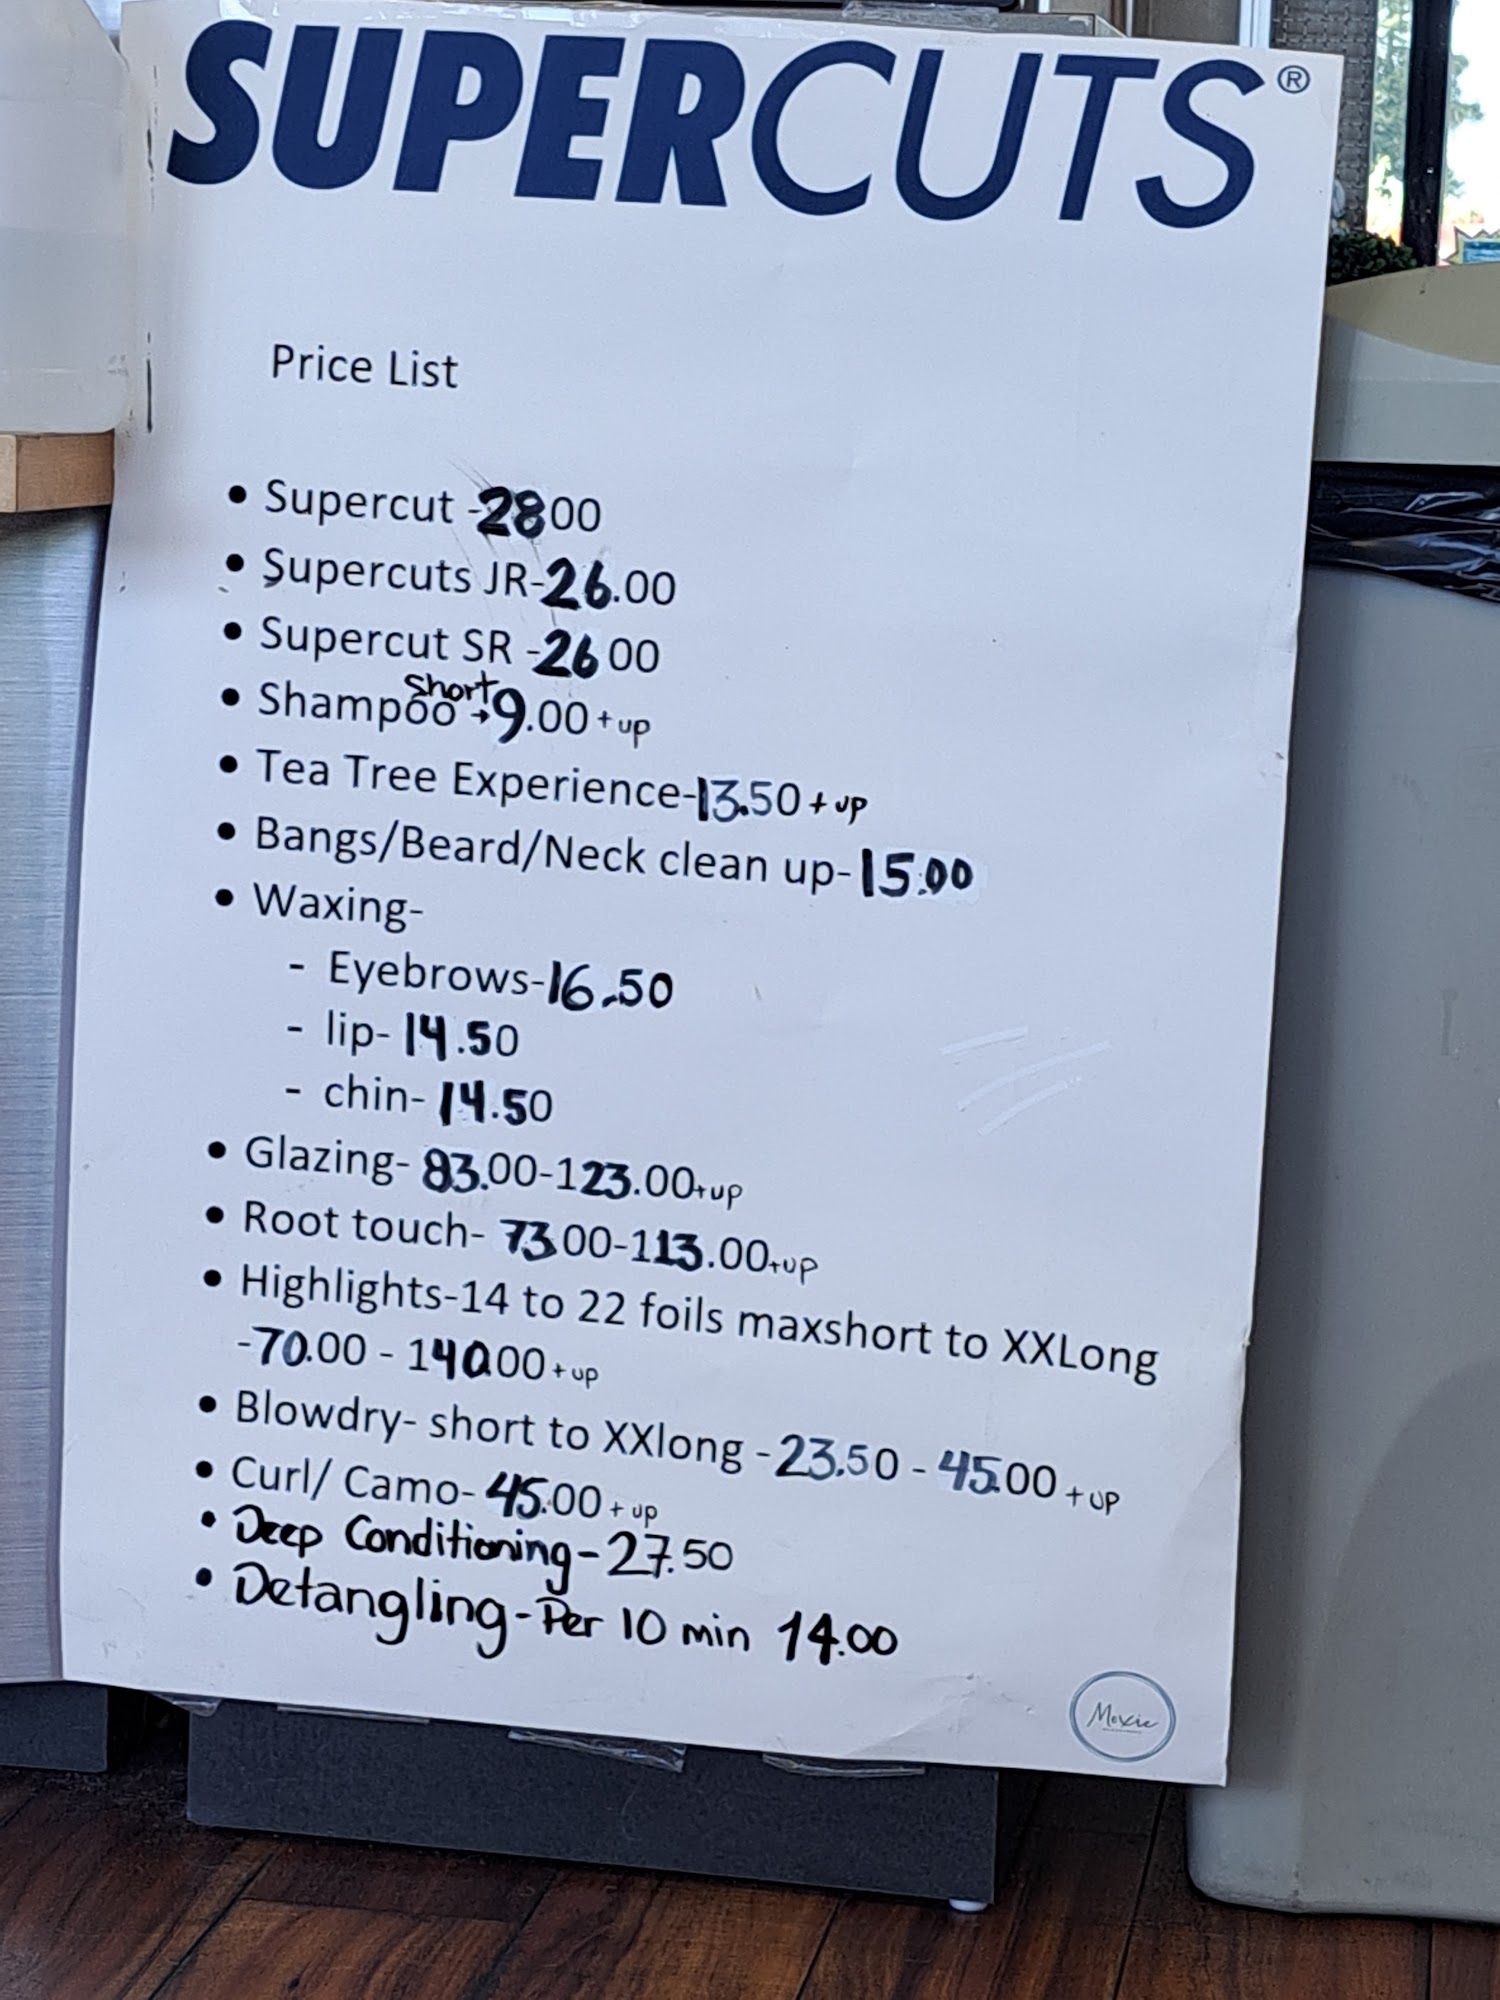 SUPERCUTS®
Price List
• Supercut -2800
• Supercuts JR-26.00
• Supercut SR -26 00
short
• Shampoo →9.00 + up
• Tea Tree Experience-13.50 + up
• Bangs/Beard/Neck clean up- 15.00
• Waxing-
- Eyebrows-16.50
- lip- 14.50
- chin- 14.50
• Glazing- 83.00-123.00+up
• Root touch- 73.00-113.00+up
• Highlights-14 to 22 foils maxshort to XXLong
-70.00 - 140.00 + up
• Blowdry- short to XXlong -23.50 - 45.00 + up
• Curl/ Camo- 45.00 + up
• Deep Conditioning-27.50
• Detangling-Per 10 min 14.00
Moxie